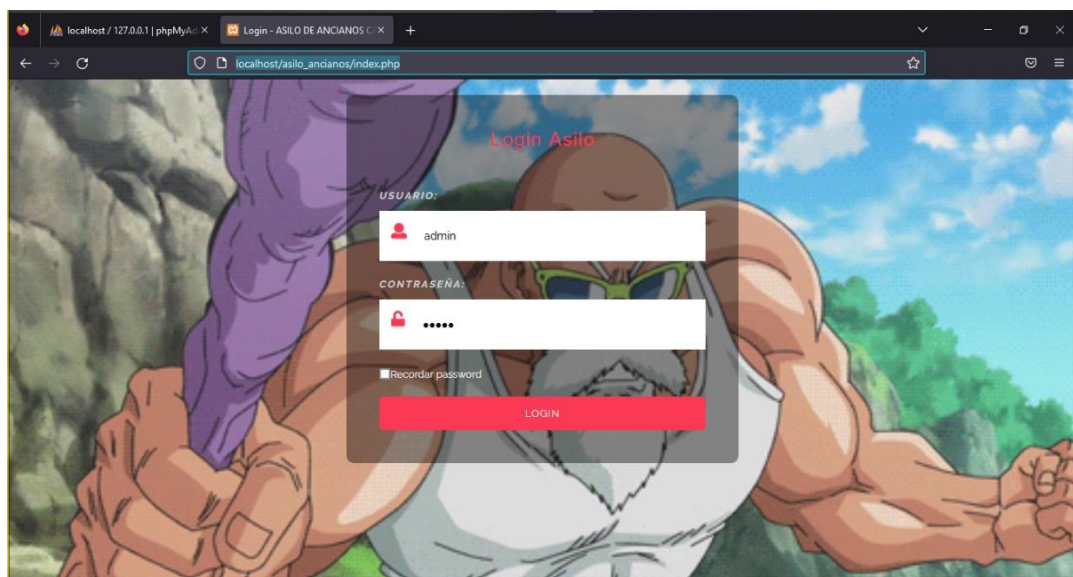 localhost / 127.0.0.1 | phpMyAd
Login - ASILO DE ANCIANOS C
localhost/asilo_ancianos/index.php
Login Asilo
USUARIO:
admin
CONTRASEÑA:
•••••
Recordar password
LOGIN